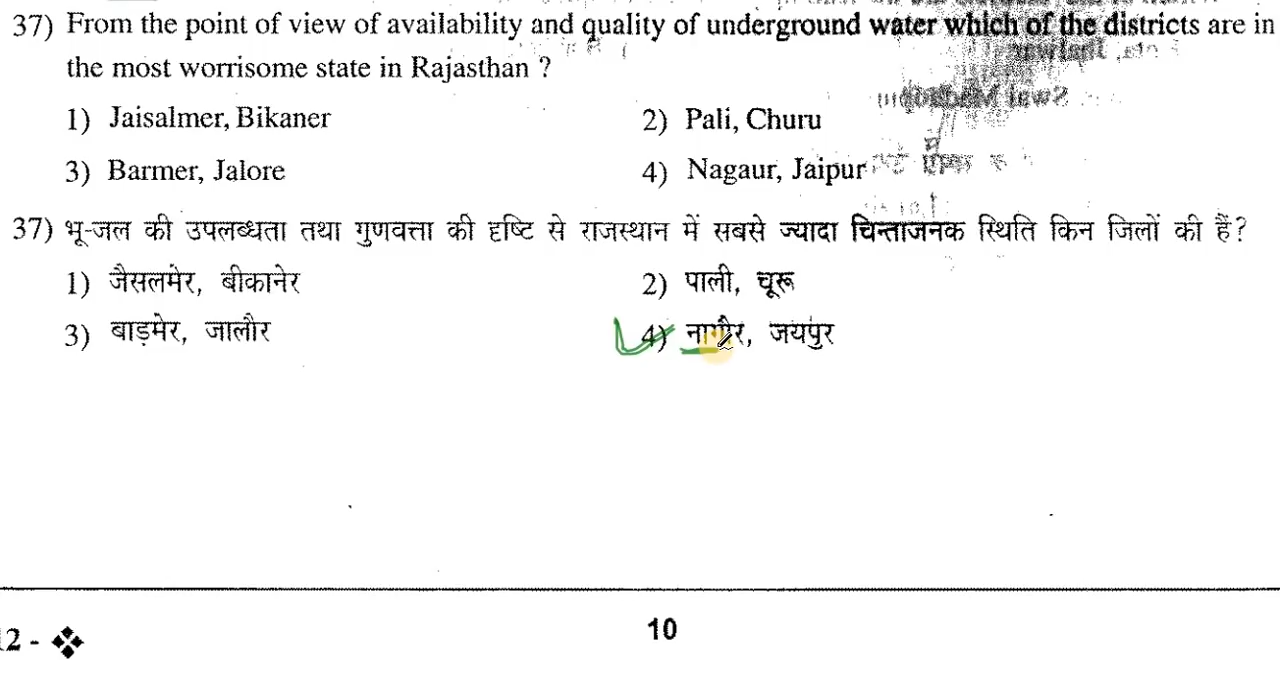 37) From the point of view of availability and quality of underground water which of the districts are in
the most worrisome state in Rajasthan ?
1) Jaisalmer, Bikaner
2) Pali, Churu
3) Barmer, Jalore
4) Nagaur, Jaipur
37) भू-जल की उपलब्धता तथा गुणवत्ता की दृष्टि से राजस्थान में सबसे ज्यादा चिन्ताजनक स्थिति किन जिलों की हैं?
1) जैसलमेर, बीकानेर
2) पाली, चूरू
3) बाड़मेर, जालौर
4) नागौर, जयपुर
2 -
10